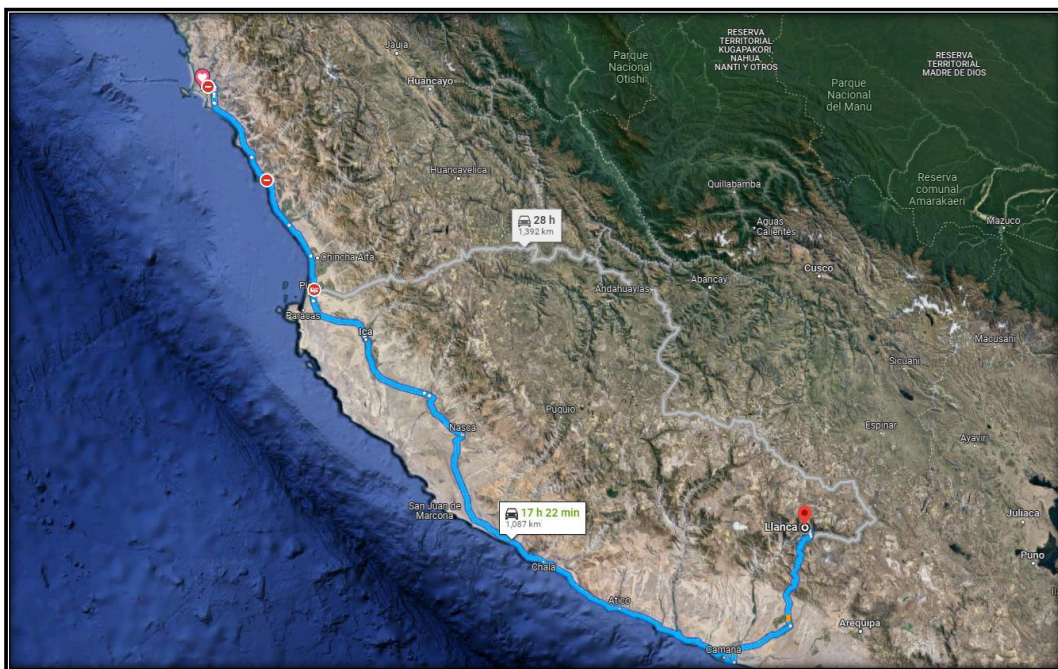 Jauja
Huancayo
Parque
Nacional
Otishi
RESERVA
TERRITORIAL
KUGAPAKORI,
NAHUA,
NANTI Y OTROS
RESERVA
TERRITORIAL
MADRE DE DIOS
Parque
Nacional
del Manu
Huancavelica
Quillabamba
Reserva
comunal
Amarakaeri
Mazuco
Aguas
Calientes
28 h
1,392 km
Chincha Alta
Cusco
Abancay
Andahuaylas
Paracas
Ica
Macusani
Sicuani
Puquio
Espinar
Ayaviri
Nasca
San Juan de
Marcona
17 h 22 min
1,087 km
Llanca
Juliaca
Puno
Chala
Atico
Arequipa
Camaná